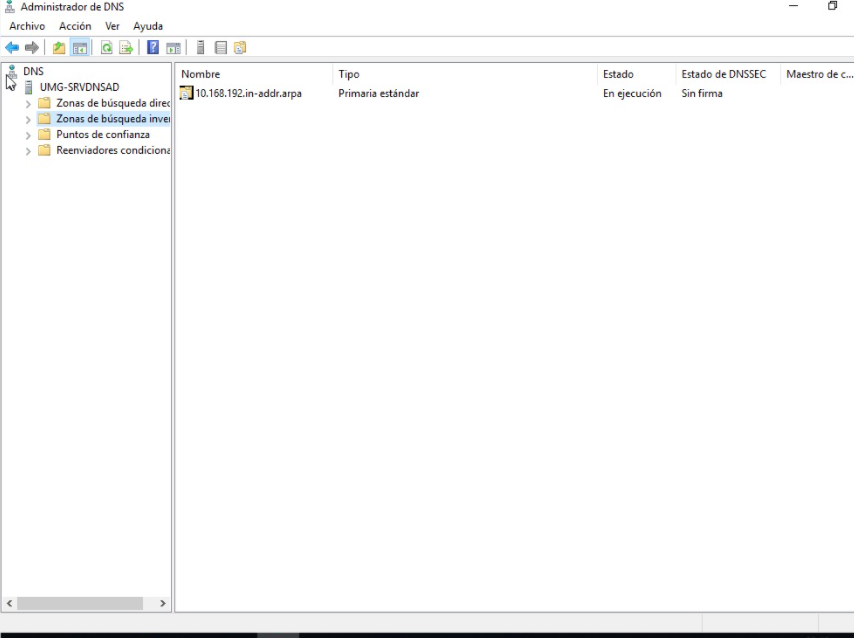 Administrador de DNS
Archivo Acción Ver Ayuda
DNS
UMG-SRVDNSAD
Zonas de búsqueda direc
Zonas de búsqueda inver
Puntos de confianza
Reenviadores condiciona
Nombre Tipo Estado Estado de DNSSEC Maestro de c...
10.168.192.in-addr.arpa Primaria estándar En ejecución Sin firma